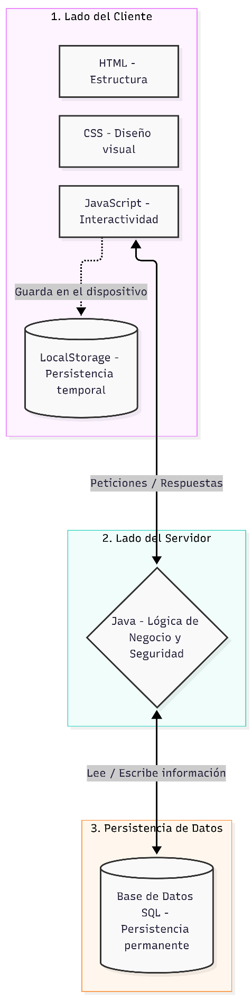 1. Lado del Cliente
HTML -
Estructura
CSS - Diseño
visual
JavaScript -
Interactividad
Guarda en el dispositivo
LocalStorage -
Persistencia
temporal
Peticiones / Respuestas
2. Lado del Servidor
Java - Lógica de
Negocio y
Seguridad
Lee / Escribe información
3. Persistencia de Datos
Base de Datos
SQL -
Persistencia
permanente